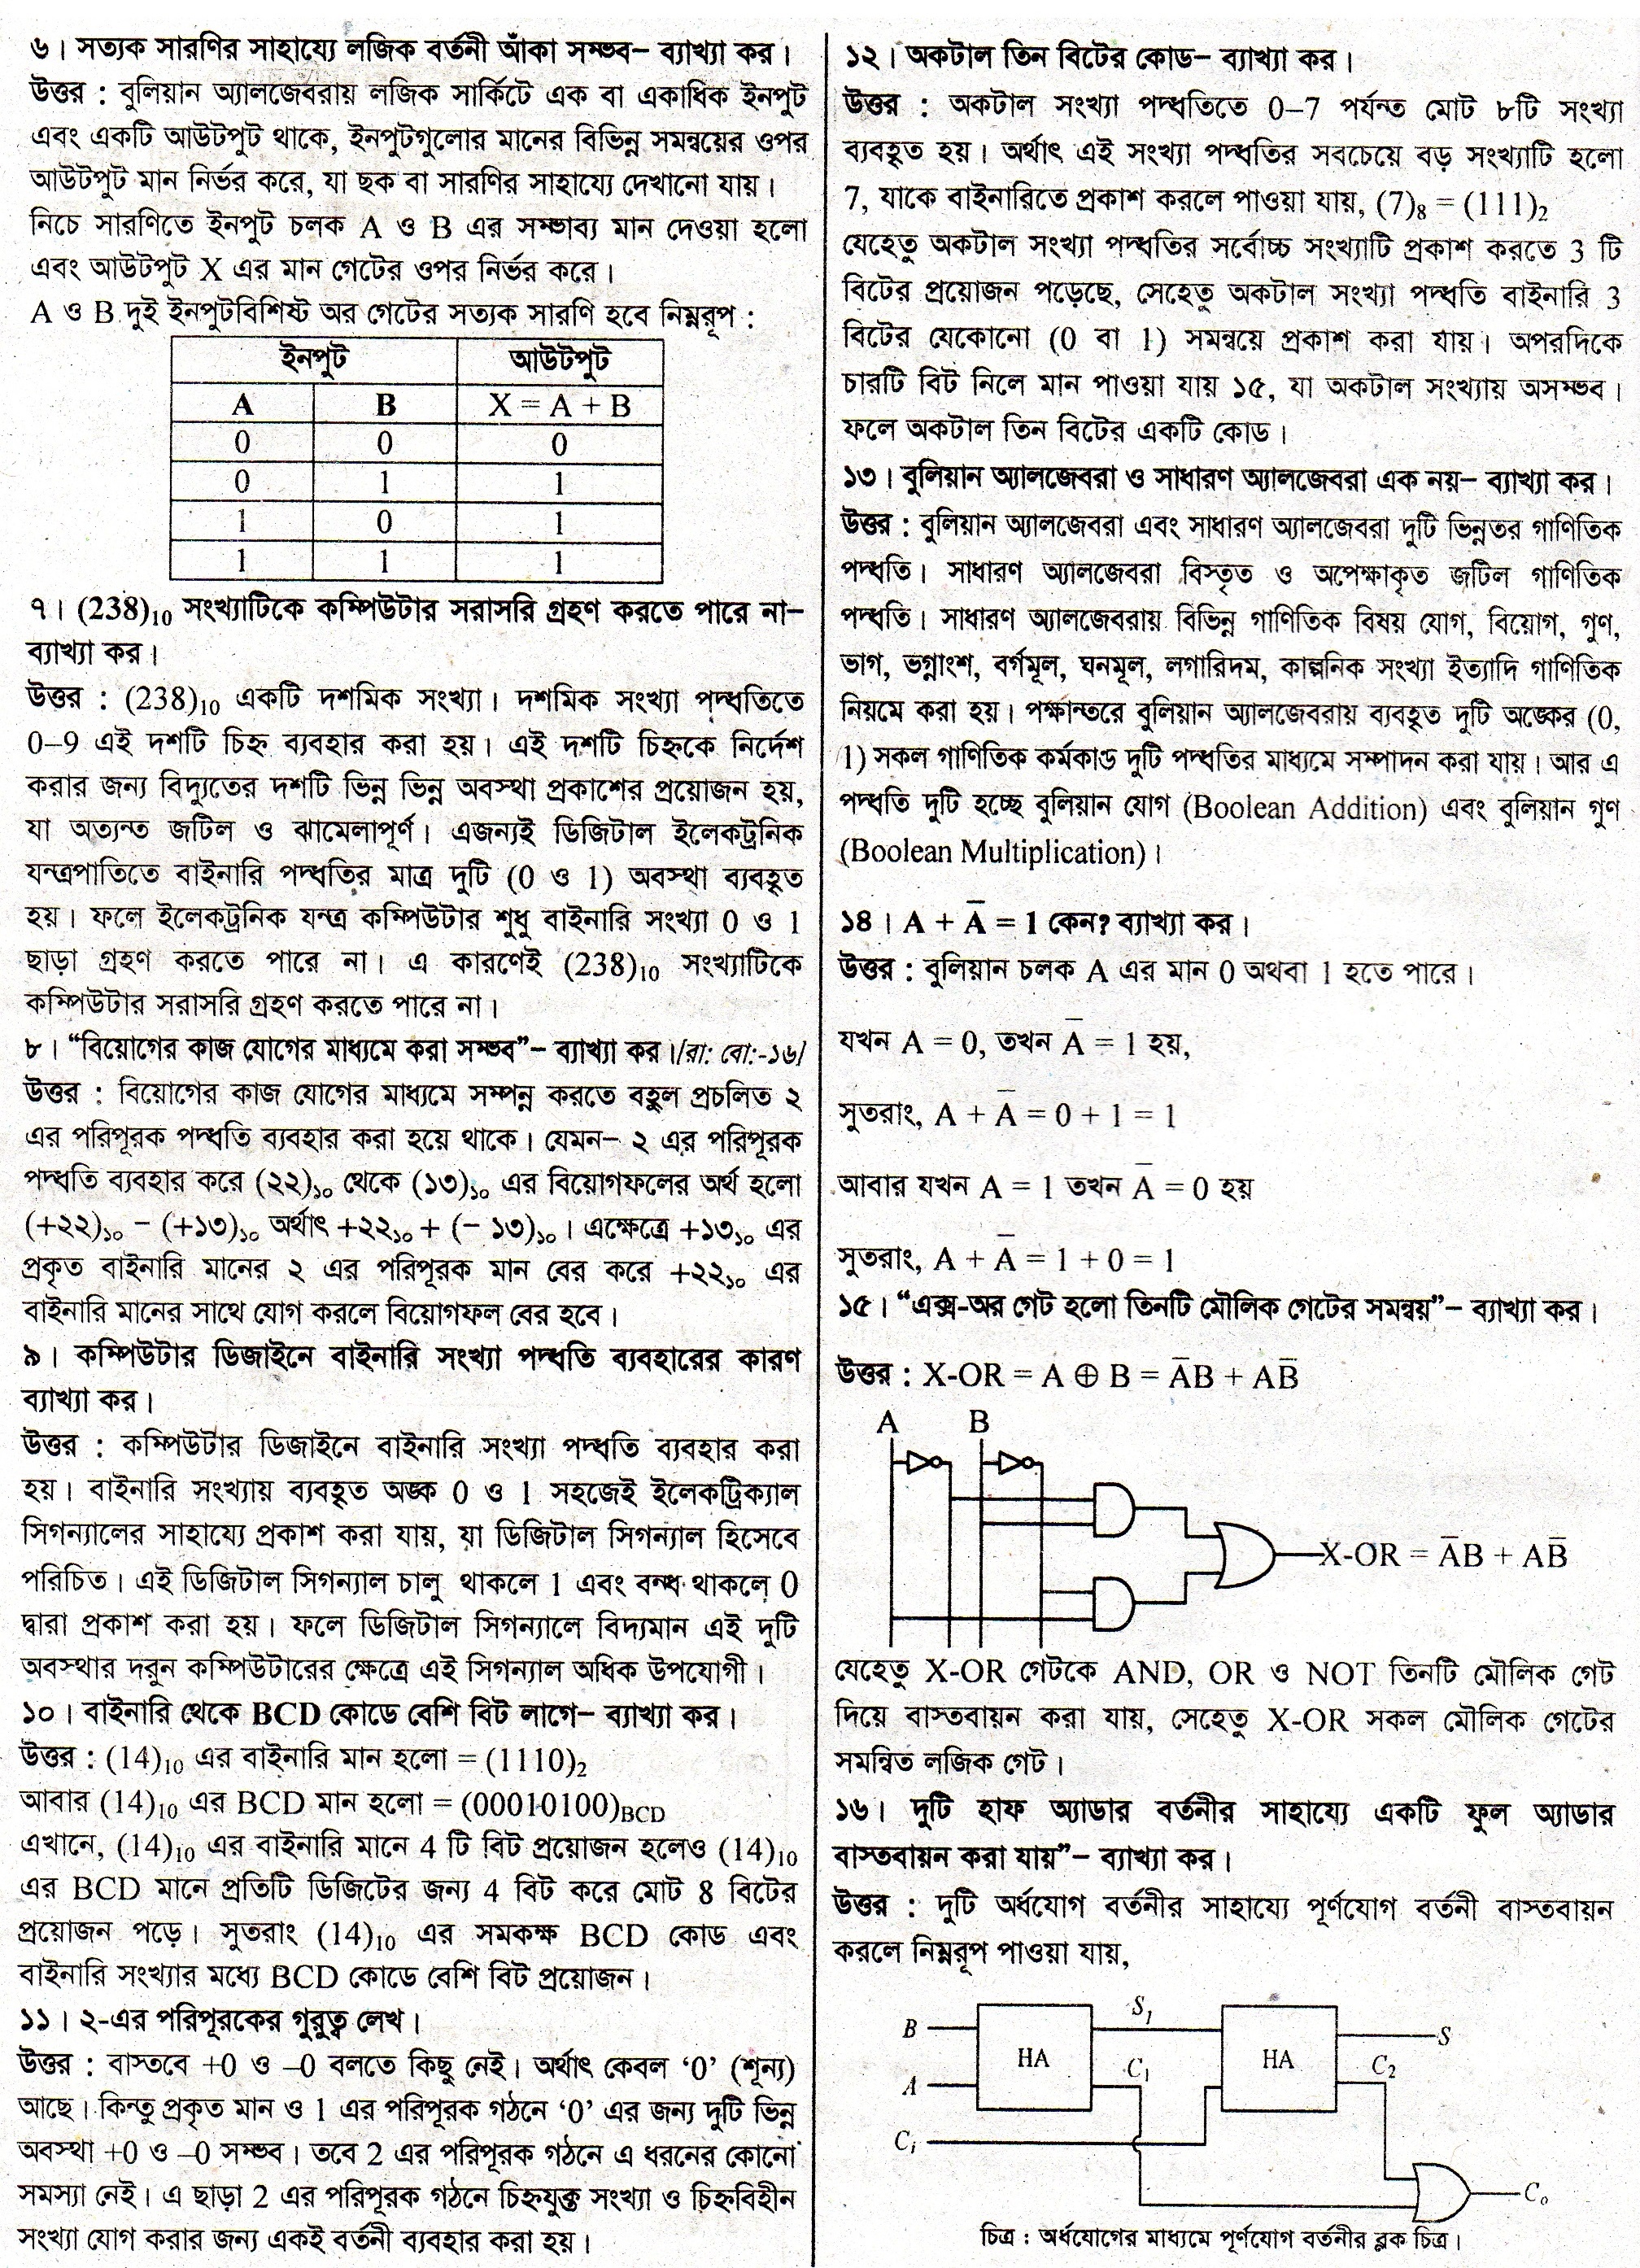 ৬। সত্যক সারণির সাহায্যে লজিক বর্তনী আঁকা সম্ভব– ব্যাখ্যা কর।
উত্তর : বুলিয়ান অ্যালজেবরায় লজিক সার্কিটে এক বা একাধিক ইনপুট
এবং একটি আউটপুট থাকে, ইনপুটগুলোর মানের বিভিন্ন সমন্বয়ের ওপর
আউটপুট মান নির্ভর করে, যা ছক বা সারণির সাহায্যে দেখানো যায়।
নিচে সারণিতে ইনপুট চলক A ও B এর সম্ভাব্য মান দেওয়া হলো
এবং আউটপুট X এর মান গেটের ওপর নির্ভর করে।
A ও B দুই ইনপুটবিশিষ্ট অর গেটের সত্যক সারণি হবে নিম্নরূপ :
ইনপুট আউটপুট
A B X = A + B
0 0 0
0 1 1
1 0 1
1 1 1
৭। (238)₁₀ সংখ্যাটিকে কম্পিউটার সরাসরি গ্রহণ করতে পারে না–
ব্যাখ্যা কর।
উত্তর : (238)₁₀ একটি দশমিক সংখ্যা। দশমিক সংখ্যা পদ্ধতিতে
0–9 এই দশটি চিহ্ন ব্যবহার করা হয়। এই দশটি চিহ্নকে নির্দেশ
করার জন্য বিদ্যুতের দশটি ভিন্ন ভিন্ন অবস্থা প্রকাশের প্রয়োজন হয়,
যা অত্যন্ত জটিল ও ঝামেলাপূর্ণ। এজন্যই ডিজিটাল ইলেকট্রনিক
যন্ত্রপাতিতে বাইনারি পদ্ধতির মাত্র দুটি (0 ও 1) অবস্থা ব্যবহৃত
হয়। ফলে ইলেকট্রনিক যন্ত্র কম্পিউটার শুধু বাইনারি সংখ্যা 0 ও 1
ছাড়া গ্রহণ করতে পারে না। এ কারণেই (238)₁₀ সংখ্যাটিকে
কম্পিউটার সরাসরি গ্রহণ করতে পারে না।
৮। “বিয়োগের কাজ যোগের মাধ্যমে করা সম্ভব”– ব্যাখ্যা কর।/রা: বো:-১৬/
উত্তর : বিয়োগের কাজ যোগের মাধ্যমে সম্পন্ন করতে বহুল প্রচলিত ২
এর পরিপূরক পদ্ধতি ব্যবহার করা হয়ে থাকে। যেমন– ২ এর পরিপূরক
পদ্ধতি ব্যবহার করে (২২)₁₀ থেকে (১৩)₁₀ এর বিয়োগফলের অর্থ হলো
(+২২)₁₀ – (+১৩)₁₀ অর্থাৎ +২২₁₀ + (– ১৩)₁₀। এক্ষেত্রে +১৩₁₀ এর
প্রকৃত বাইনারি মানের ২ এর পরিপূরক মান বের করে +২২₁₀ এর
বাইনারি মানের সাথে যোগ করলে বিয়োগফল বের হবে।
৯। কম্পিউটার ডিজাইনে বাইনারি সংখ্যা পদ্ধতি ব্যবহারের কারণ
ব্যাখ্যা কর।
উত্তর : কম্পিউটার ডিজাইনে বাইনারি সংখ্যা পদ্ধতি ব্যবহার করা
হয়। বাইনারি সংখ্যায় ব্যবহৃত অঙ্ক 0 ও 1 সহজেই ইলেকট্রিক্যাল
সিগন্যালের সাহায্যে প্রকাশ করা যায়, যা ডিজিটাল সিগন্যাল হিসেবে
পরিচিত। এই ডিজিটাল সিগন্যাল চালু থাকলে 1 এবং বন্ধ থাকলে 0
দ্বারা প্রকাশ করা হয়। ফলে ডিজিটাল সিগন্যালে বিদ্যমান এই দুটি
অবস্থার দরুন কম্পিউটারের ক্ষেত্রে এই সিগন্যাল অধিক উপযোগী।
১০। বাইনারি থেকে BCD কোডে বেশি বিট লাগে– ব্যাখ্যা কর।
উত্তর : (14)₁₀ এর বাইনারি মান হলো = (1110)₂
আবার (14)₁₀ এর BCD মান হলো = (00010100)BCD
এখানে, (14)₁₀ এর বাইনারি মানে 4 টি বিট প্রয়োজন হলেও (14)₁₀
এর BCD মানে প্রতিটি ডিজিটের জন্য 4 বিট করে মোট 8 বিটের
প্রয়োজন পড়ে। সুতরাং (14)₁₀ এর সমকক্ষ BCD কোড এবং
বাইনারি সংখ্যার মধ্যে BCD কোডে বেশি বিট প্রয়োজন।
১১। ২-এর পরিপূরকের গুরুত্ব লেখ।
উত্তর : বাস্তবে +0 ও –0 বলতে কিছু নেই। অর্থাৎ কেবল ‘0’ (শূন্য)
আছে। কিন্তু প্রকৃত মান ও 1 এর পরিপূরক গঠনে ‘0’ এর জন্য দুটি ভিন্ন
অবস্থা +0 ও –0 সম্ভব। তবে 2 এর পরিপূরক গঠনে এ ধরনের কোনো
সমস্যা নেই। এ ছাড়া 2 এর পরিপূরক গঠনে চিহ্নযুক্ত সংখ্যা ও চিহ্নবিহীন
সংখ্যা যোগ করার জন্য একই বর্তনী ব্যবহার করা হয়।
১২। অকটাল তিন বিটের কোড– ব্যাখ্যা কর।
উত্তর : অকটাল সংখ্যা পদ্ধতিতে 0–7 পর্যন্ত মোট ৮টি সংখ্যা
ব্যবহৃত হয়। অর্থাৎ এই সংখ্যা পদ্ধতির সবচেয়ে বড় সংখ্যাটি হলো
7, যাকে বাইনারিতে প্রকাশ করলে পাওয়া যায়, (7)₈ = (111)₂
যেহেতু অকটাল সংখ্যা পদ্ধতির সর্বোচ্চ সংখ্যাটি প্রকাশ করতে 3 টি
বিটের প্রয়োজন পড়েছে, সেহেতু অকটাল সংখ্যা পদ্ধতি বাইনারি 3
বিটের যেকোনো (0 বা 1) সমন্বয়ে প্রকাশ করা যায়। অপরদিকে
চারটি বিট নিলে মান পাওয়া যায় ১৫, যা অকটাল সংখ্যায় অসম্ভব।
ফলে অকটাল তিন বিটের একটি কোড।
১৩। বুলিয়ান অ্যালজেবরা ও সাধারণ অ্যালজেবরা এক নয়– ব্যাখ্যা কর।
উত্তর : বুলিয়ান অ্যালজেবরা এবং সাধারণ অ্যালজেবরা দুটি ভিন্নতর গাণিতিক
পদ্ধতি। সাধারণ অ্যালজেবরা বিস্তৃত ও অপেক্ষাকৃত জটিল গাণিতিক
পদ্ধতি। সাধারণ অ্যালজেবরায় বিভিন্ন গাণিতিক বিষয় যোগ, বিয়োগ, গুণ,
ভাগ, ভগ্নাংশ, বর্গমূল, ঘনমূল, লগারিদম, কাল্পনিক সংখ্যা ইত্যাদি গাণিতিক
নিয়মে করা হয়। পক্ষান্তরে বুলিয়ান অ্যালজেবরায় ব্যবহৃত দুটি অঙ্কের (0,
1) সকল গাণিতিক কর্মকাণ্ড দুটি পদ্ধতির মাধ্যমে সম্পাদন করা যায়। আর এ
পদ্ধতি দুটি হচ্ছে বুলিয়ান যোগ (Boolean Addition) এবং বুলিয়ান গুণ
(Boolean Multiplication)।
১৪। A + A̅ = 1 কেন? ব্যাখ্যা কর।
উত্তর : বুলিয়ান চলক A এর মান 0 অথবা 1 হতে পারে।
যখন A = 0, তখন A̅ = 1 হয়,
সুতরাং, A + A̅ = 0 + 1 = 1
আবার যখন A = 1 তখন A̅ = 0 হয়
সুতরাং, A + A̅ = 1 + 0 = 1
১৫। “এক্স-অর গেট হলো তিনটি মৌলিক গেটের সমন্বয়”– ব্যাখ্যা কর।
উত্তর : X-OR = A ⊕ B = A̅B + AB̅
A B
X-OR = A̅B + AB̅
যেহেতু X-OR গেটকে AND, OR ও NOT তিনটি মৌলিক গেট
দিয়ে বাস্তবায়ন করা যায়, সেহেতু X-OR সকল মৌলিক গেটের
সমন্বিত লজিক গেট।
১৬। দুটি হাফ অ্যাডার বর্তনীর সাহায্যে একটি ফুল অ্যাডার
বাস্তবায়ন করা যায়”– ব্যাখ্যা কর।
উত্তর : দুটি অর্ধযোগ বর্তনীর সাহায্যে পূর্ণযোগ বর্তনী বাস্তবায়ন
করলে নিম্নরূপ পাওয়া যায়,
B HA S₁ HA S
A C₁ C₂
Cᵢ
Cₒ
চিত্র : অর্ধযোগের মাধ্যমে পূর্ণযোগ বর্তনীর ব্লক চিত্র।